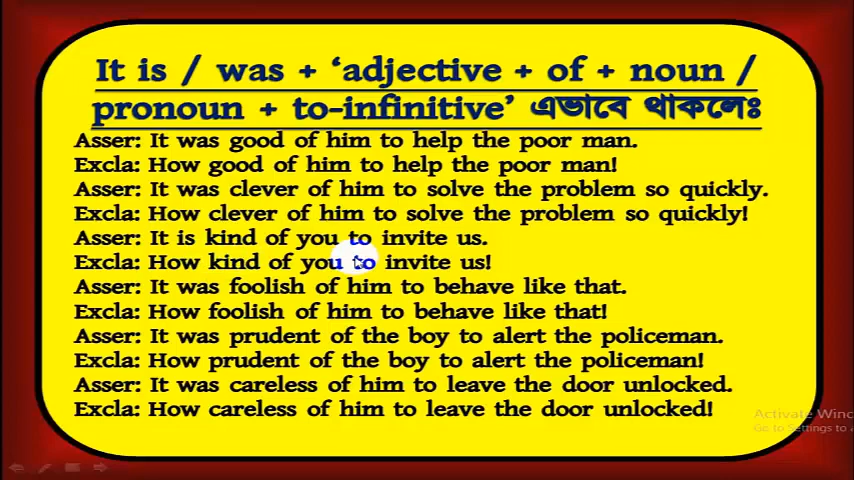 It is / was + ‘adjective + of + noun /
pronoun + to-infinitive’ এভাবে থাকলেঃ
Asser: It was good of him to help the poor man.
Excla: How good of him to help the poor man!
Asser: It was clever of him to solve the problem so quickly.
Excla: How clever of him to solve the problem so quickly!
Asser: It is kind of you to invite us.
Excla: How kind of you to invite us!
Asser: It was foolish of him to behave like that.
Excla: How foolish of him to behave like that!
Asser: It was prudent of the boy to alert the policeman.
Excla: How prudent of the boy to alert the policeman!
Asser: It was careless of him to leave the door unlocked.
Excla: How careless of him to leave the door unlocked!
Activate Wind
Go to Settings to a